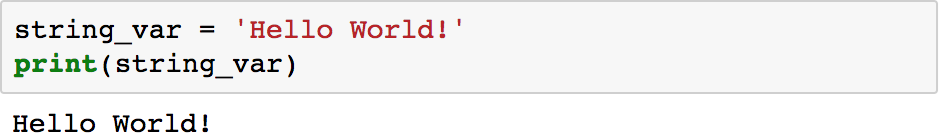 string_var = 'Hello World!'
print(string_var)
Hello World!